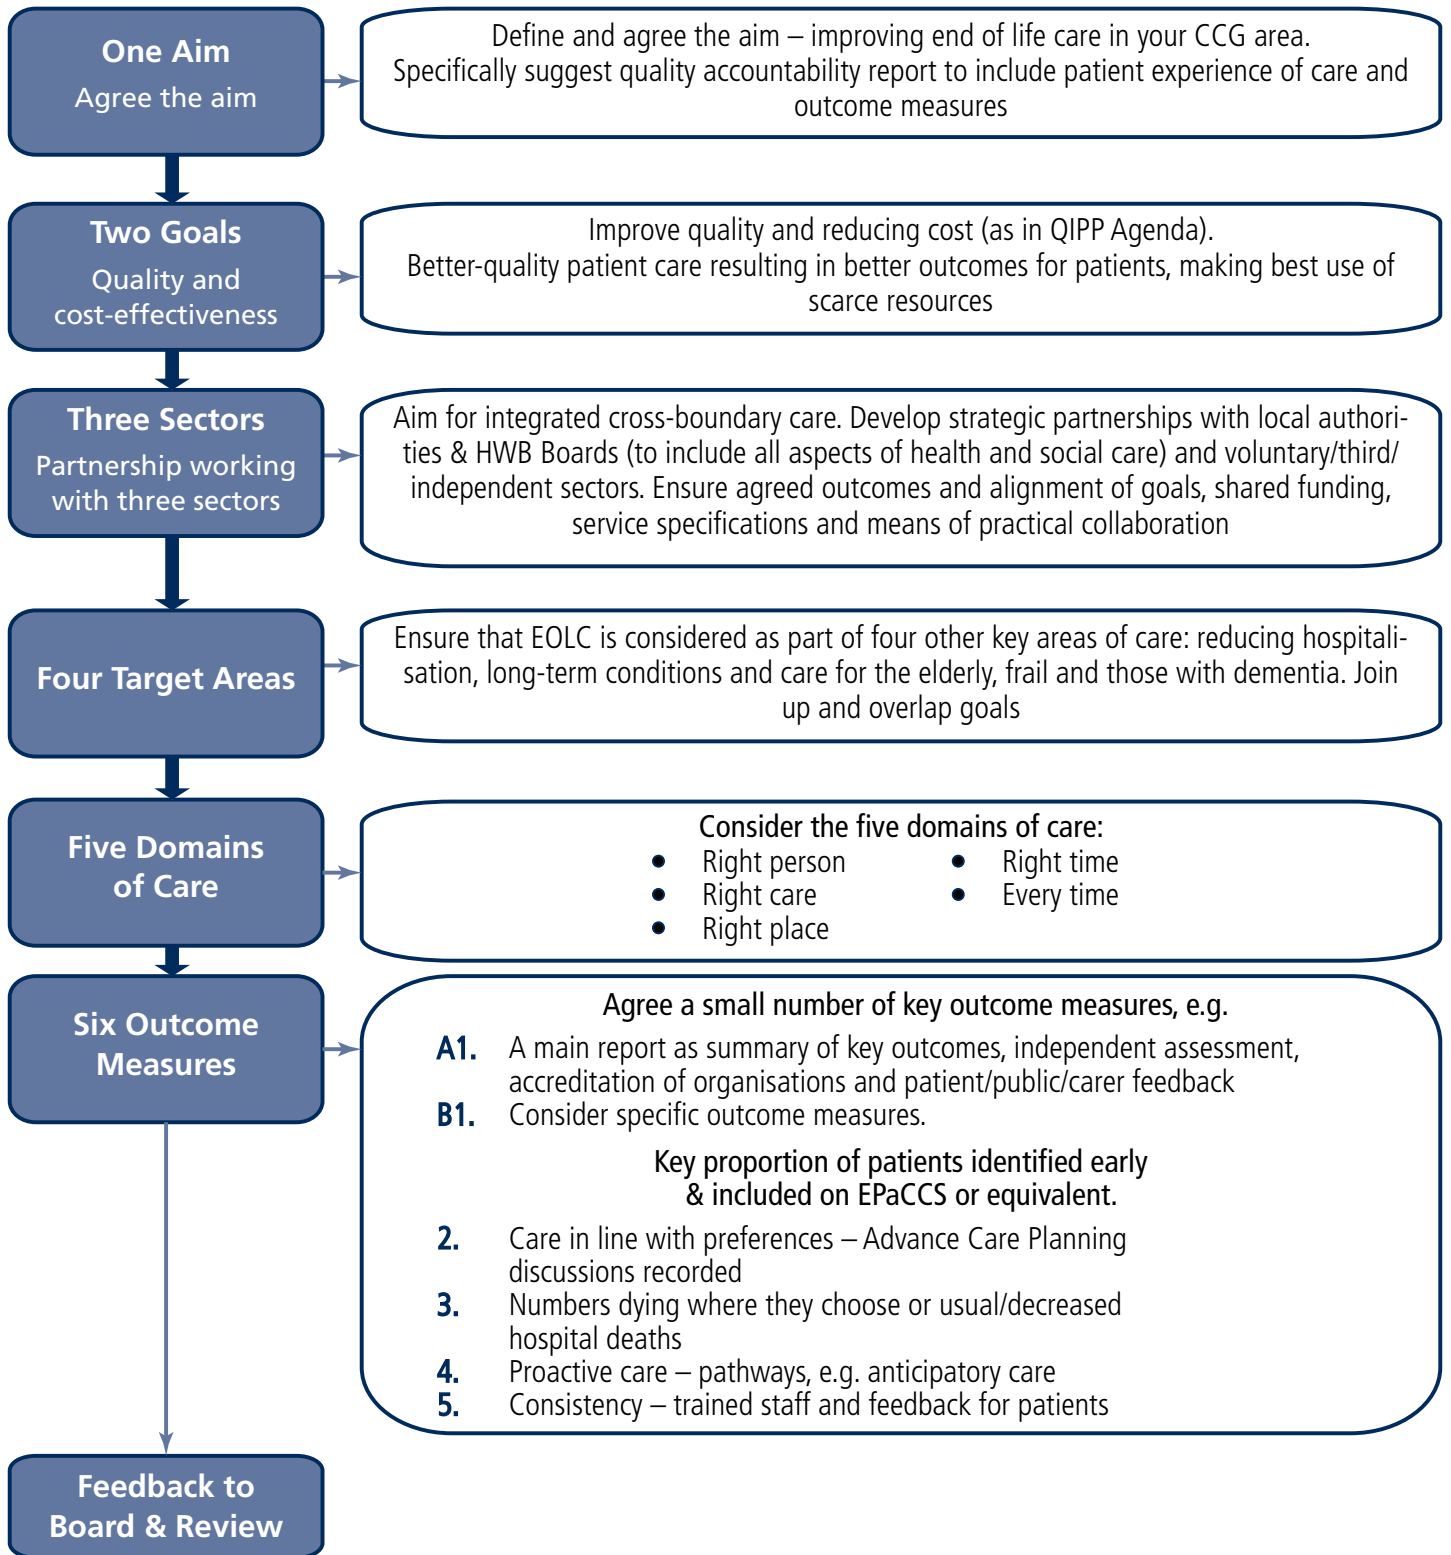 One Aim
Agree the aim
Define and agree the aim – improving end of life care in your CCG area.
Specifically suggest quality accountability report to include patient experience of care and
outcome measures
Two Goals
Quality and
cost-effectiveness
Improve quality and reducing cost (as in QIPP Agenda).
Better-quality patient care resulting in better outcomes for patients, making best use of
scarce resources
Three Sectors
Partnership working
with three sectors
Aim for integrated cross-boundary care. Develop strategic partnerships with local authori-
ties & HWB Boards (to include all aspects of health and social care) and voluntary/third/
independent sectors. Ensure agreed outcomes and alignment of goals, shared funding,
service specifications and means of practical collaboration
Four Target Areas
Ensure that EOLC is considered as part of four other key areas of care: reducing hospitali-
sation, long-term conditions and care for the elderly, frail and those with dementia. Join
up and overlap goals
Five Domains
of Care
Consider the five domains of care:
• Right person
• Right care
• Right place
• Right time
• Every time
Six Outcome
Measures
Agree a small number of key outcome measures, e.g.
A1. A main report as summary of key outcomes, independent assessment,
accreditation of organisations and patient/public/carer feedback
B1. Consider specific outcome measures.
Key proportion of patients identified early
& included on EPaCCS or equivalent.
2. Care in line with preferences – Advance Care Planning
discussions recorded
3. Numbers dying where they choose or usual/decreased
hospital deaths
4. Proactive care – pathways, e.g. anticipatory care
5. Consistency – trained staff and feedback for patients
Feedback to
Board & Review